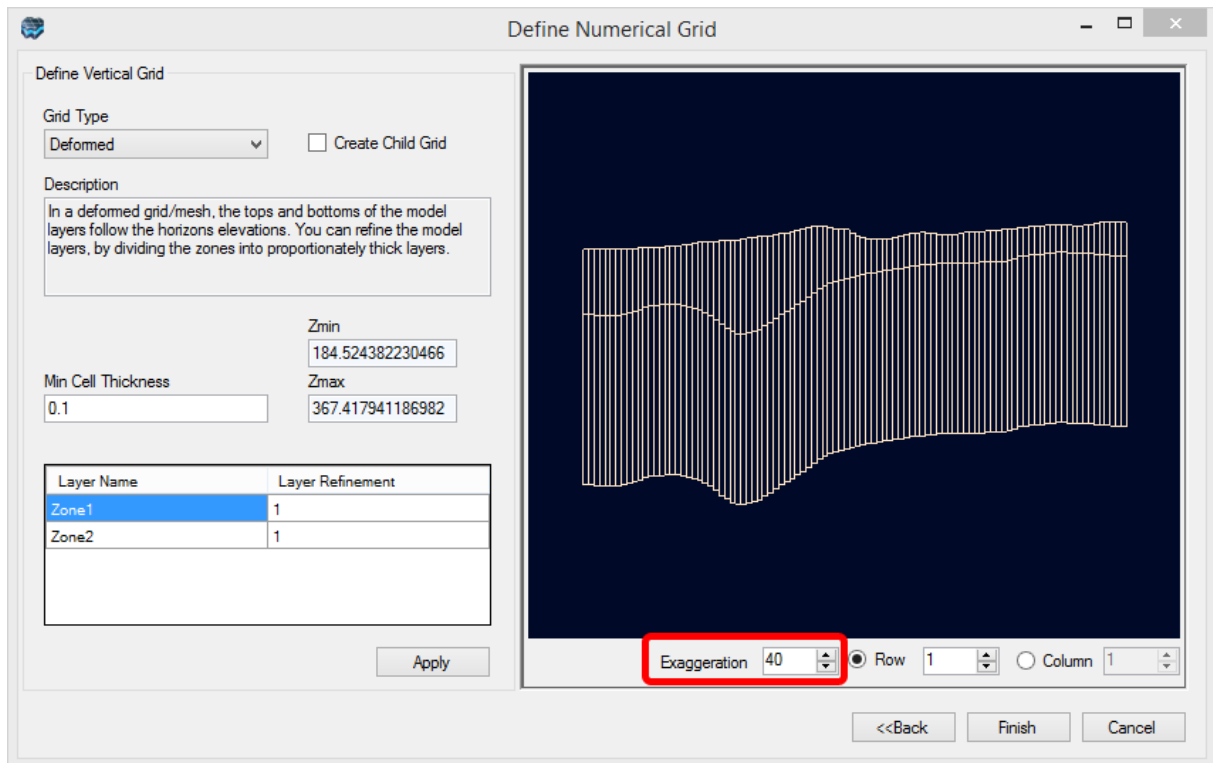 Define Numerical Grid
Define Vertical Grid
Grid Type
Deformed
Create Child Grid
Description
In a deformed grid/mesh, the tops and bottoms of the model
layers follow the horizons elevations. You can refine the model
layers, by dividing the zones into proportionately thick layers.
Zmin
184.524382230466
Min Cell Thickness
Zmax
0.1
367.417941186982
Layer Name
Layer Refinement
Zone1
1
Zone2
1
Apply
Exaggeration
40
Row
1
Column
1
<<Back
Finish
Cancel